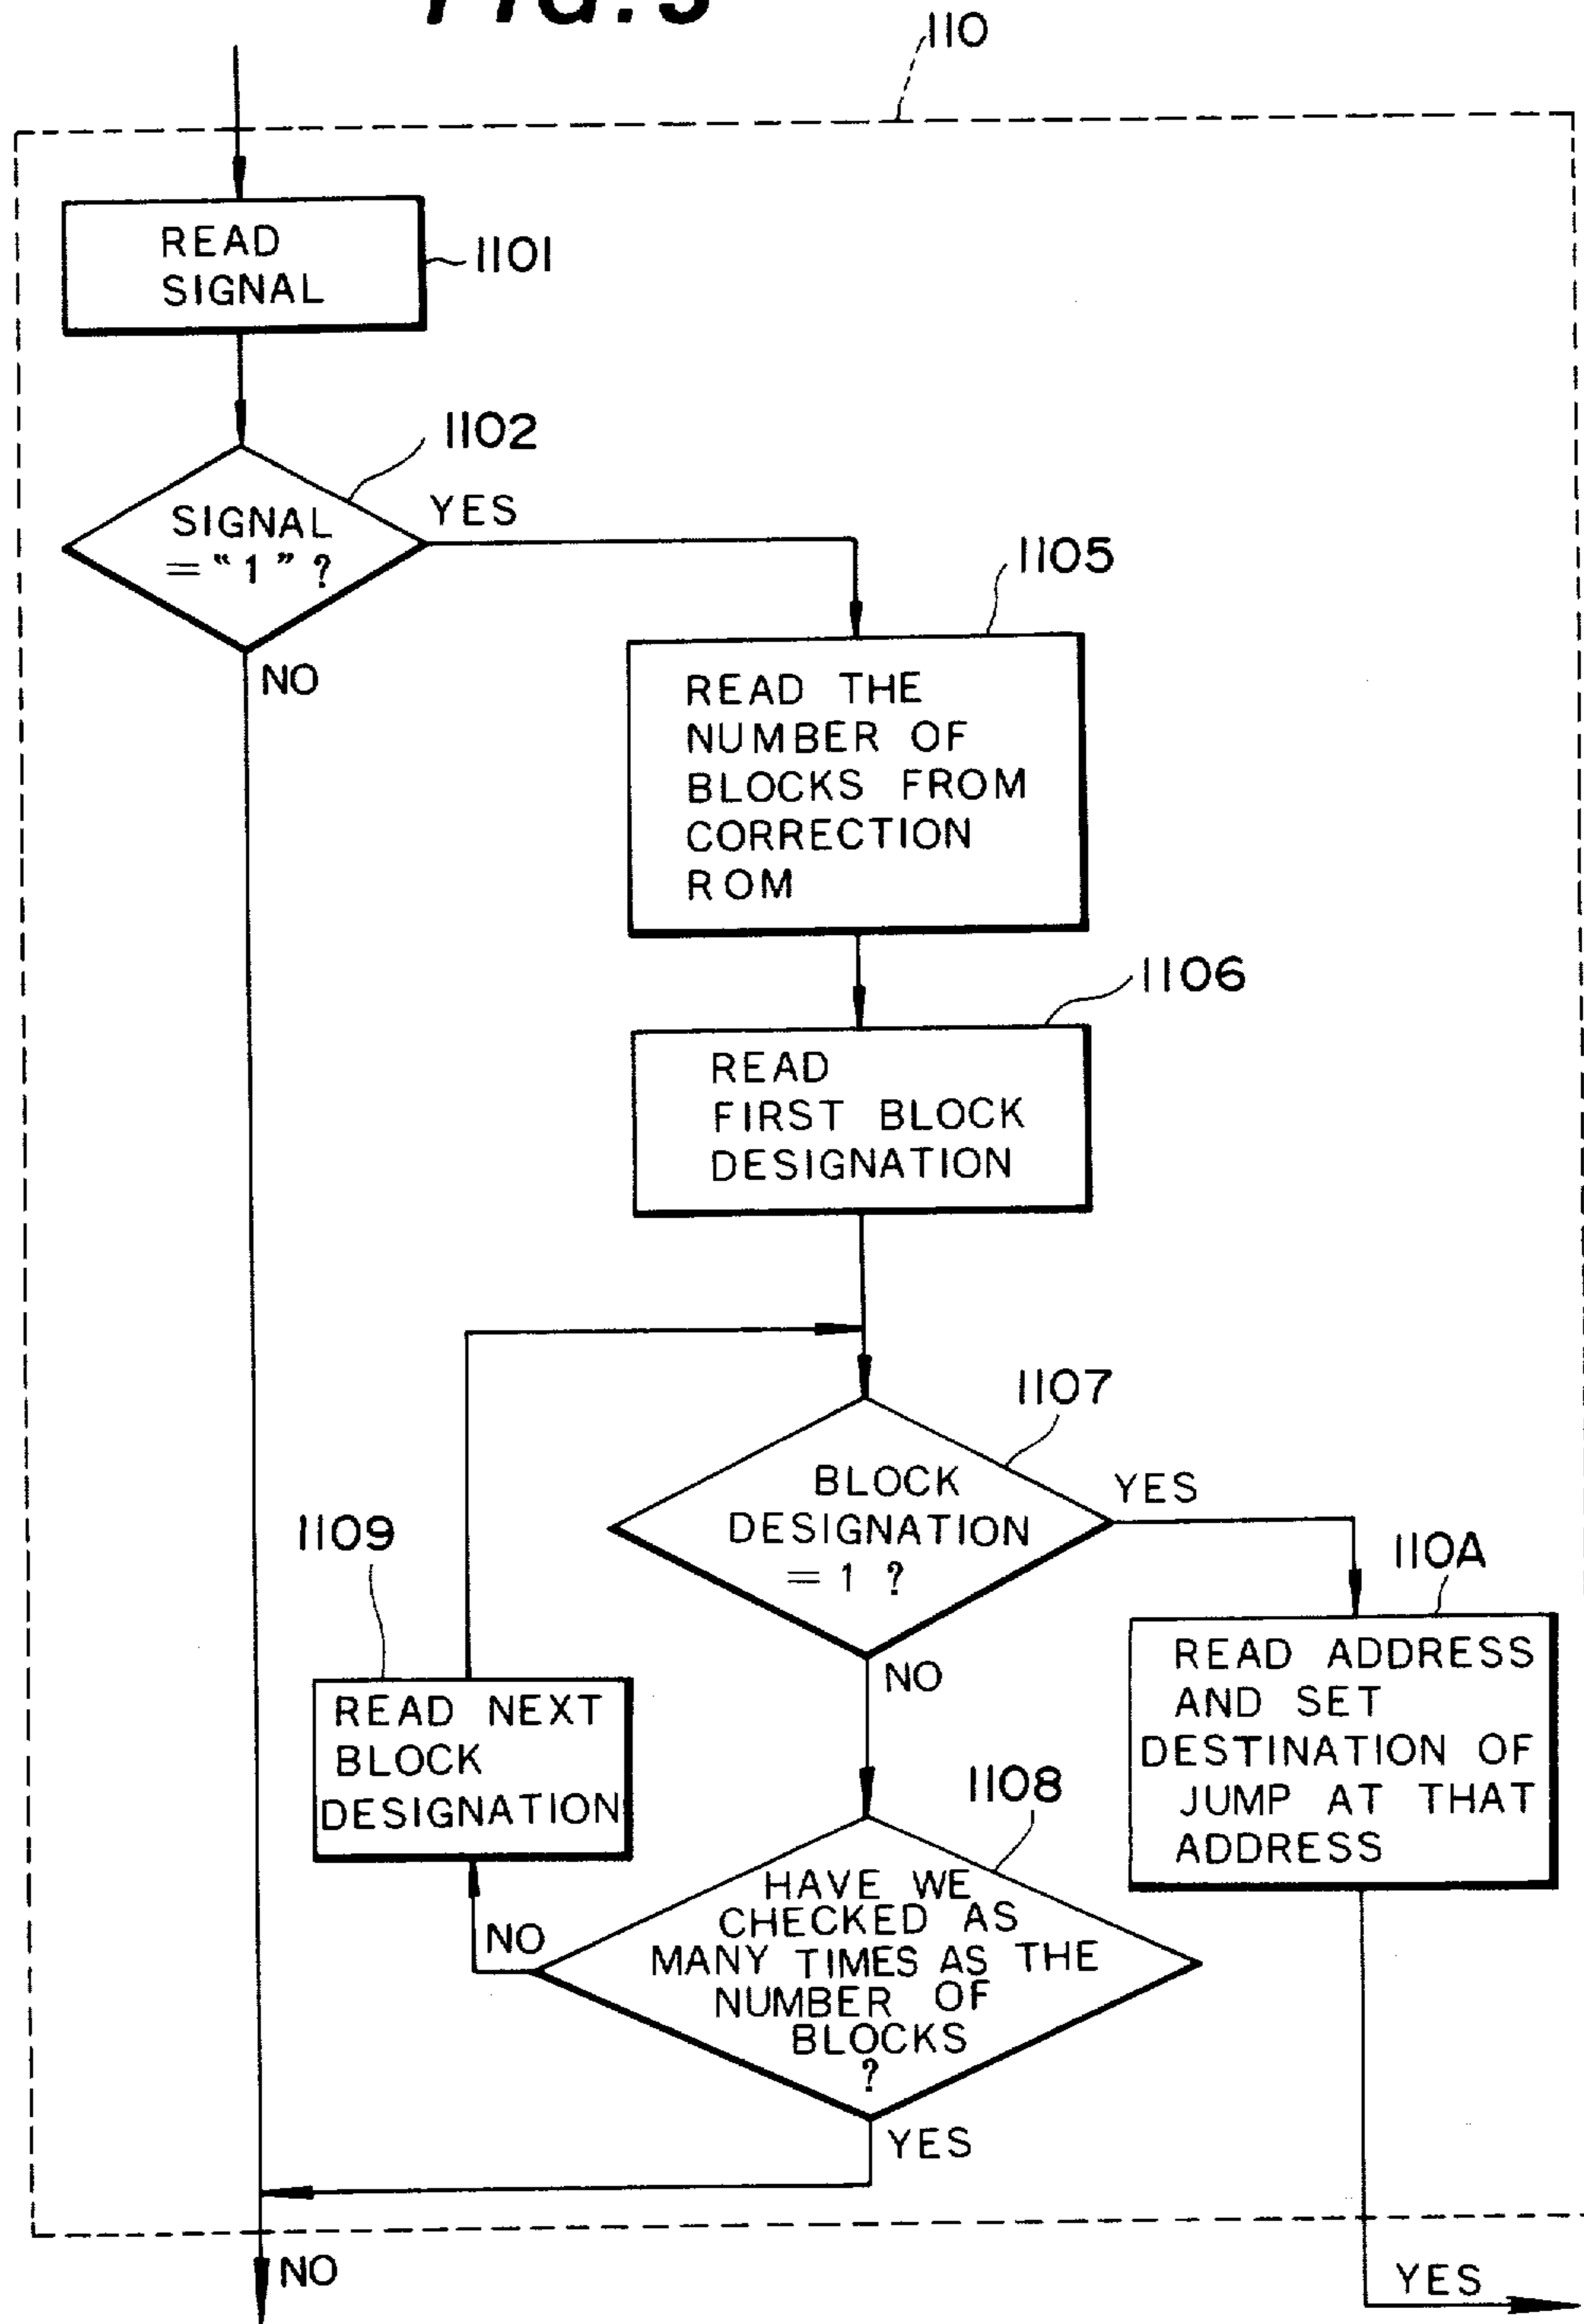 110
READ
SIGNAL
1101
1102
SIGNAL
="1"?
YES
NO
1105
READ THE
NUMBER OF
BLOCKS FROM
CORRECTION
ROM
1106
READ
FIRST BLOCK
DESIGNATION
1107
BLOCK
DESIGNATION
= 1 ?
YES
NO
110A
READ ADDRESS
AND SET
DESTINATION OF
JUMP AT THAT
ADDRESS
1109
READ NEXT
BLOCK
DESIGNATION
1108
HAVE WE
CHECKED AS
MANY TIMES AS THE
NUMBER OF
BLOCKS
?
NO
YES
NO
YES